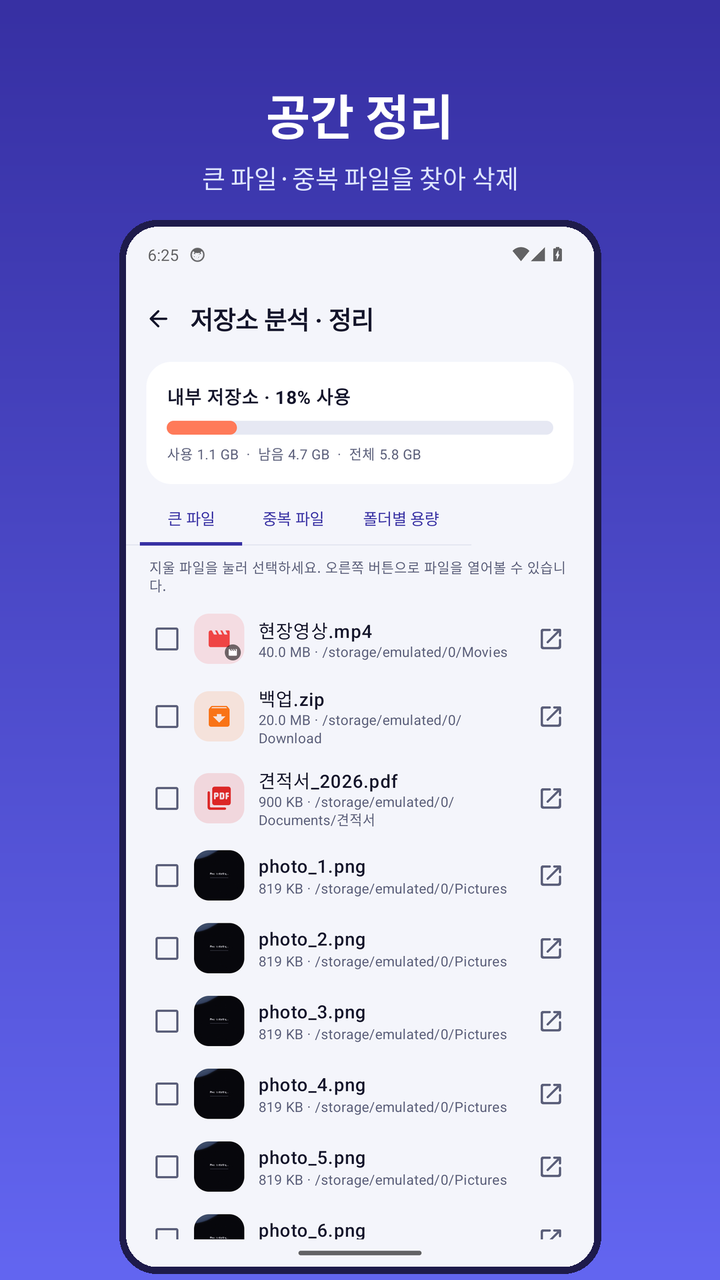 공간 정리
큰 파일·중복 파일을 찾아 삭제
6:25
저장소 분석 · 정리
내부 저장소 · 18% 사용
사용 1.1 GB · 남음 4.7 GB · 전체 5.8 GB
큰 파일 중복 파일 폴더별 용량
지울 파일을 눌러 선택하세요. 오른쪽 버튼으로 파일을 열어볼 수 있습니
다.
현장영상.mp4
40.0 MB · /storage/emulated/0/Movies
백업.zip
20.0 MB · /storage/emulated/0/
Download
PDF
견적서_2026.pdf
900 KB · /storage/emulated/0/
Documents/견적서
photo_1.png
819 KB · /storage/emulated/0/Pictures
photo_2.png
819 KB · /storage/emulated/0/Pictures
photo_3.png
819 KB · /storage/emulated/0/Pictures
photo_4.png
819 KB · /storage/emulated/0/Pictures
photo_5.png
819 KB · /storage/emulated/0/Pictures
photo_6.png